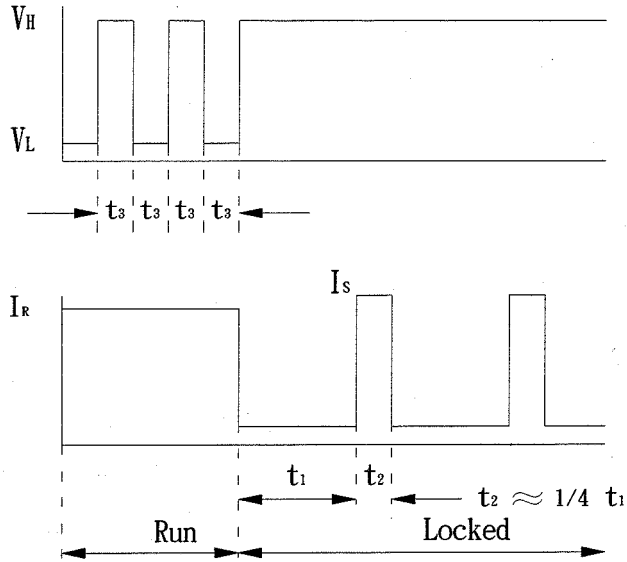 VH
VL
t3 t3 t3 t3
IS
IR
t1 t2 t2 ≈ 1/4 t1
Run Locked